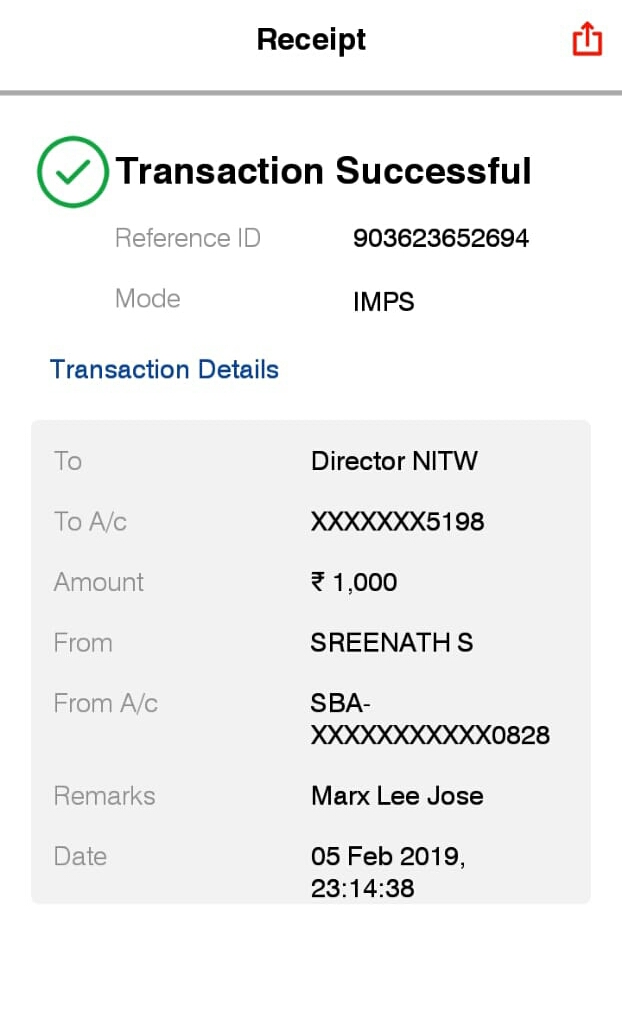 Receipt
Transaction Successful
Reference ID 903623652694
Mode IMPS
Transaction Details
To Director NITW
To A/c XXXXXXX5198
Amount ₹ 1,000
From SREENATH S
From A/c SBA-
XXXXXXXXXXX0828
Remarks Marx Lee Jose
Date 05 Feb 2019,
23:14:38